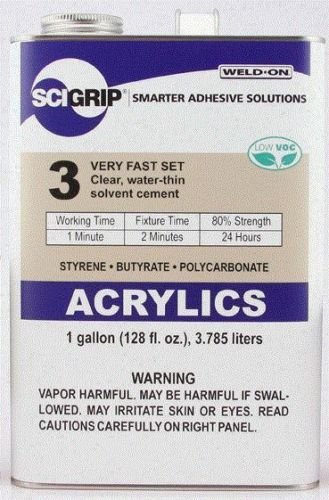 WELD-ON
SCIGRIP® SMARTER ADHESIVE SOLUTIONS
LOW VOC
3 VERY FAST SET
Clear, water-thin
solvent cement
Working Time Fixture Time 80% Strength
1 Minute 2 Minutes 24 Hours
STYRENE • BUTYRATE • POLYCARBONATE
ACRYLICS
1 gallon (128 fl. oz.), 3.785 liters
WARNING
VAPOR HARMFUL. MAY BE HARMFUL IF SWAL-
LOWED. MAY IRRITATE SKIN OR EYES. READ
CAUTIONS CAREFULLY ON RIGHT PANEL.